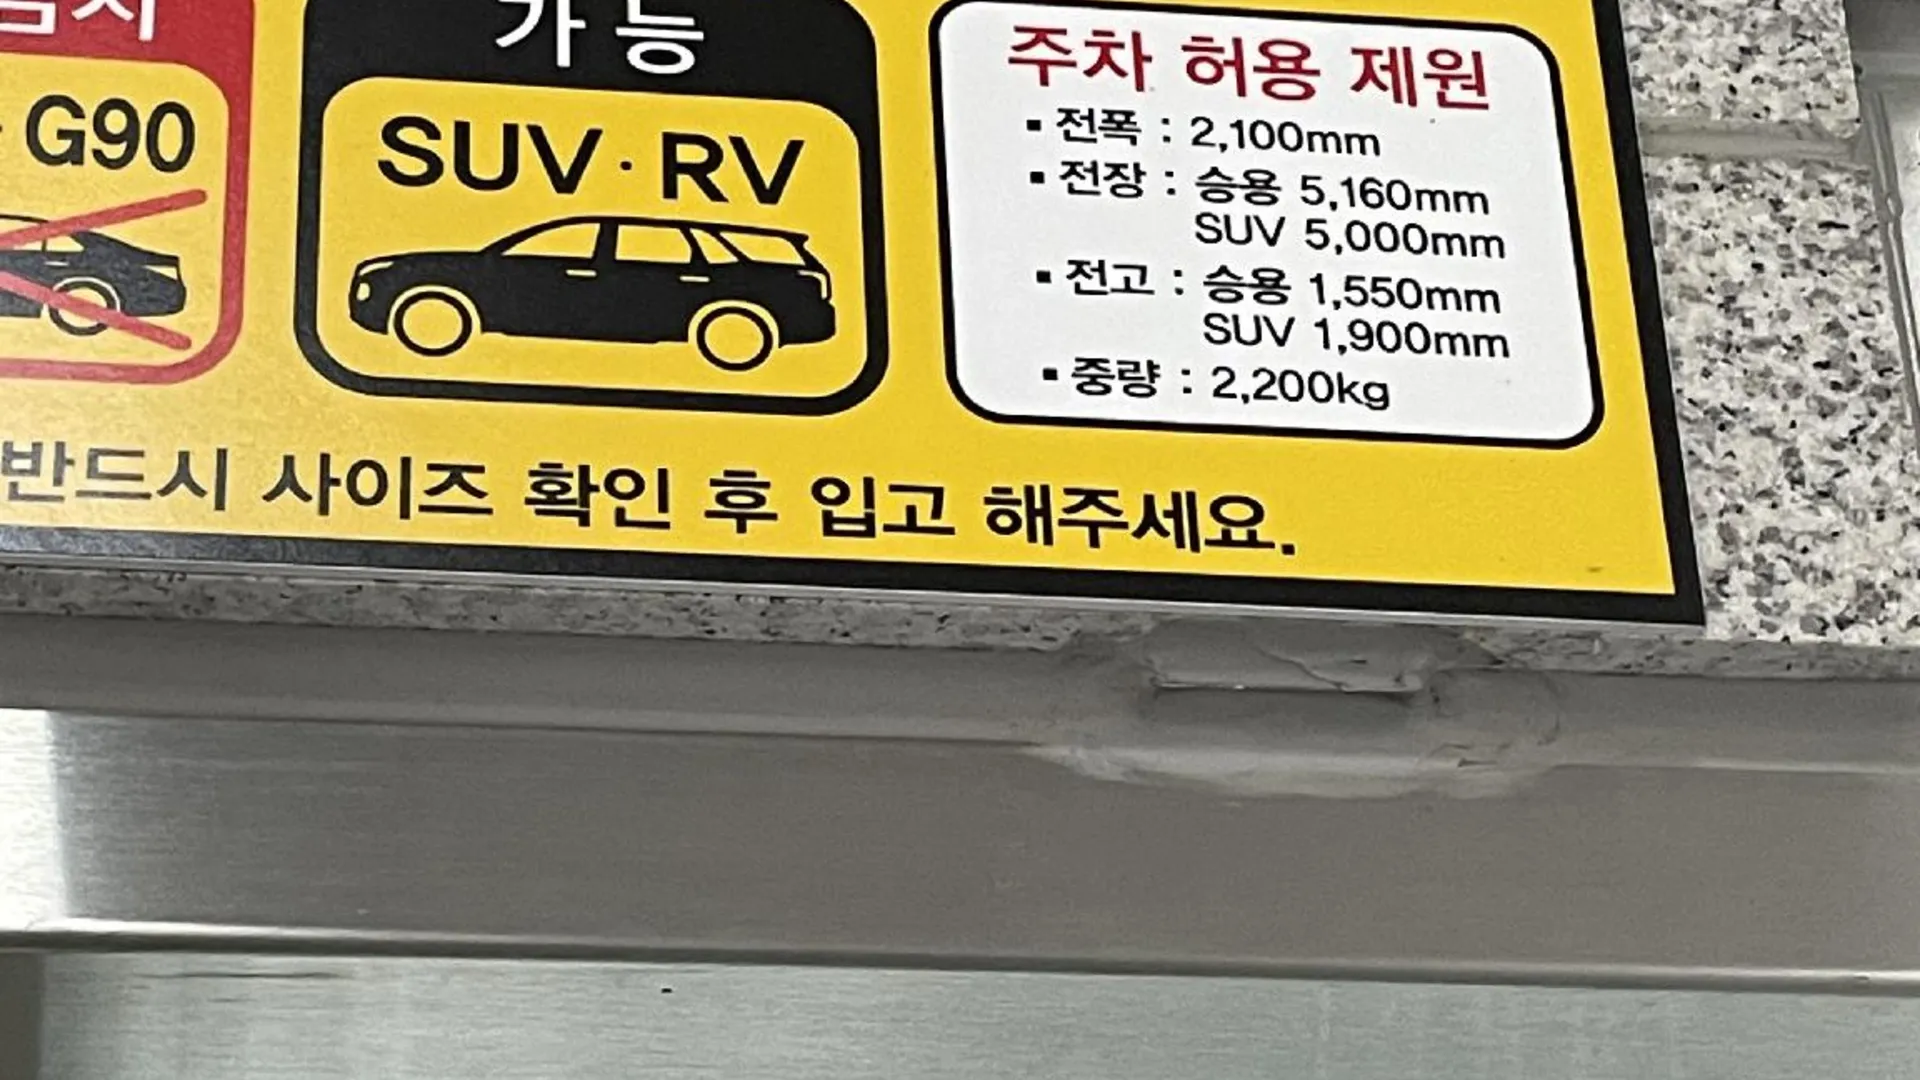 금지
G90
가능
SUV · RV
주차 허용 제원
▪ 전폭 : 2,100mm
▪ 전장 : 승용 5,160mm
SUV 5,000mm
▪ 전고 : 승용 1,550mm
SUV 1,900mm
▪ 중량 : 2,200kg
반드시 사이즈 확인 후 입고 해주세요.